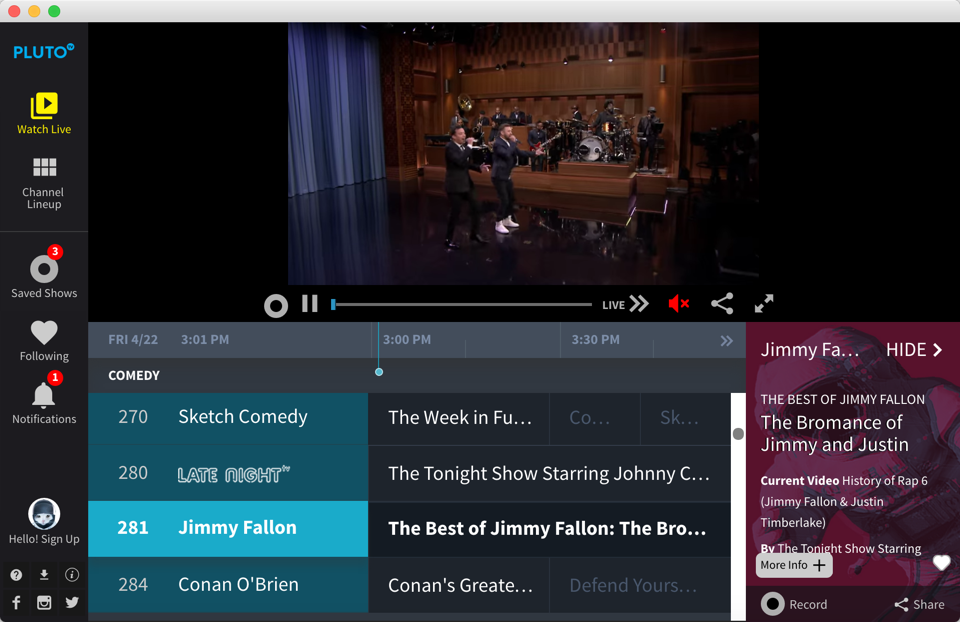 PLUTO tv
Watch Live
Channel
Lineup
3
Saved Shows
Following
1
Notifications
Hello! Sign Up
LIVE
FRI 4/22 3:01 PM 3:00 PM 3:30 PM
COMEDY
270 Sketch Comedy The Week in Fu... Co... Sk...
280 LATE NIGHT tv The Tonight Show Starring Johnny C...
281 Jimmy Fallon The Best of Jimmy Fallon: The Bro...
284 Conan O'Brien Conan's Greate... Defend Yours...
Jimmy Fa... HIDE
THE BEST OF JIMMY FALLON
The Bromance of
Jimmy and Justin
Current Video History of Rap 6
(Jimmy Fallon & Justin
Timberlake)
By The Tonight Show Starring
More Info +
Record Share